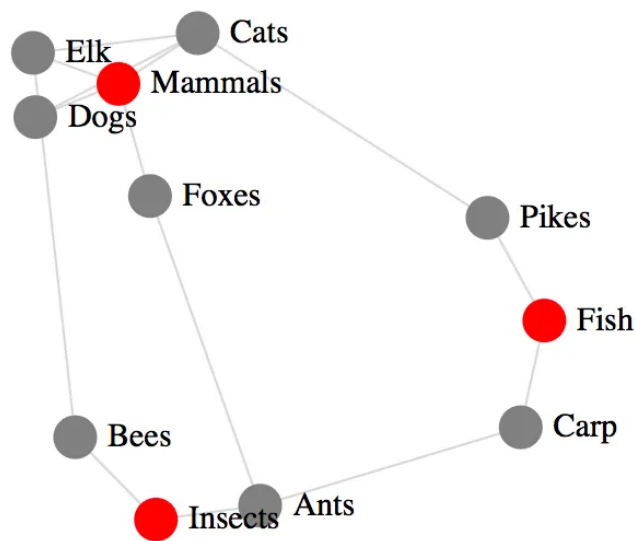 Cats
Elk
Mammals
Dogs
Foxes
Pikes
Fish
Carp
Bees
Ants
Insects